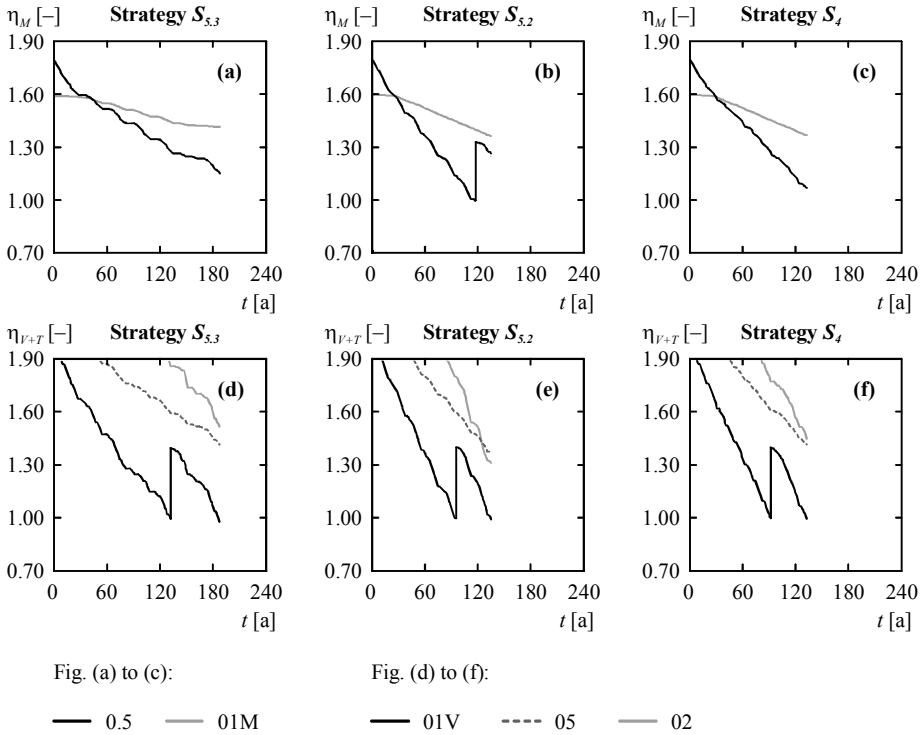 η_M [–] Strategy S_5.3 η_M [–] Strategy S_5.2 η_M [–] Strategy S_4
1.90 (a) 1.90 (b) 1.90 (c)
1.60 1.60 1.60
1.30 1.30 1.30
1.00 1.00 1.00
0.70 0.70 0.70
0 60 120 180 240 0 60 120 180 240 0 60 120 180 240
t [a] t [a] t [a]
η_V+T [–] Strategy S_5.3 η_V+T [–] Strategy S_5.2 η_V+T [–] Strategy S_4
1.90 (d) 1.90 (e) 1.90 (f)
1.60 1.60 1.60
1.30 1.30 1.30
1.00 1.00 1.00
0.70 0.70 0.70
0 60 120 180 240 0 60 120 180 240 0 60 120 180 240
t [a] t [a] t [a]
Fig. (a) to (c): Fig. (d) to (f):
0.5 01M 01V 05 02